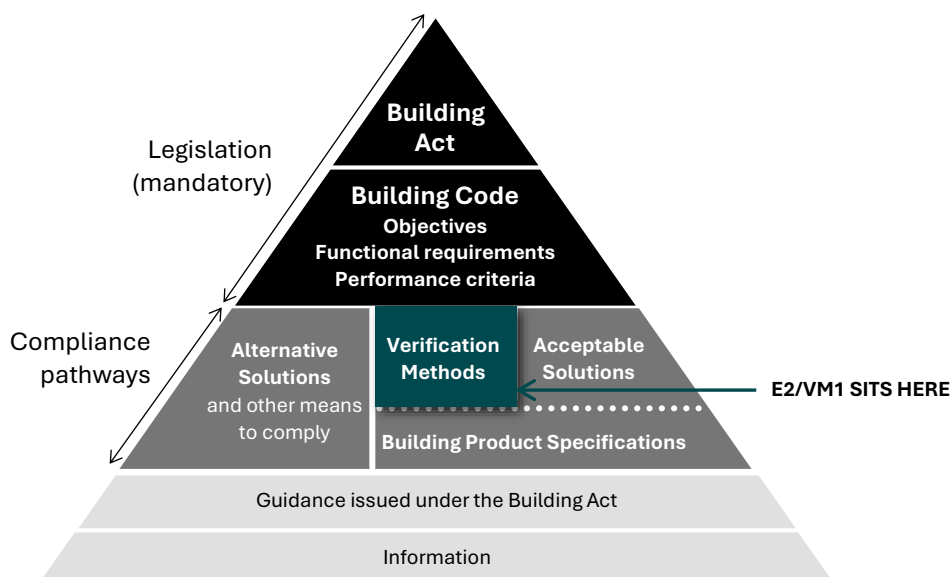 Building
Act
Legislation
(mandatory)
Building Code
Objectives
Functional requirements
Performance criteria
Compliance
pathways
Alternative
Solutions
and other means
to comply
Verification
Methods
Acceptable
Solutions
E2/VM1 SITS HERE
Building Product Specifications
Guidance issued under the Building Act
Information